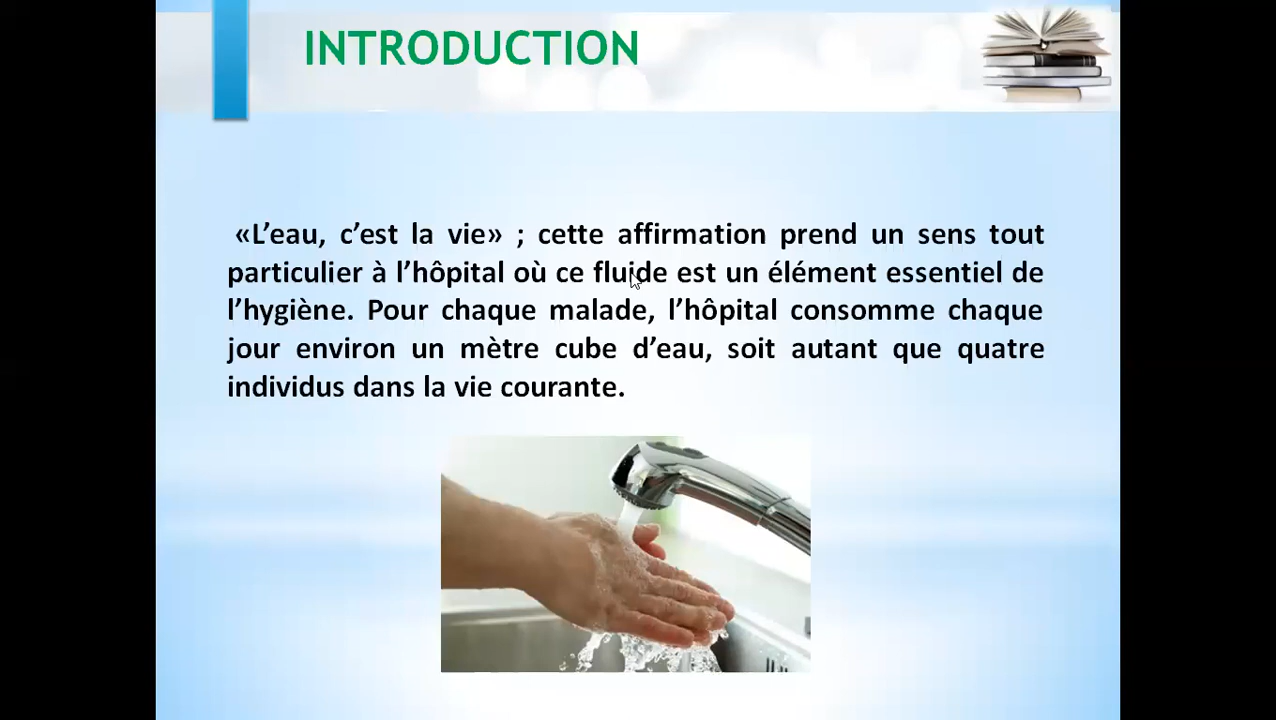 INTRODUCTION
«L’eau, c’est la vie» ; cette affirmation prend un sens tout
particulier à l’hôpital où ce fluide est un élément essentiel de
l’hygiène. Pour chaque malade, l’hôpital consomme chaque
jour environ un mètre cube d’eau, soit autant que quatre
individus dans la vie courante.